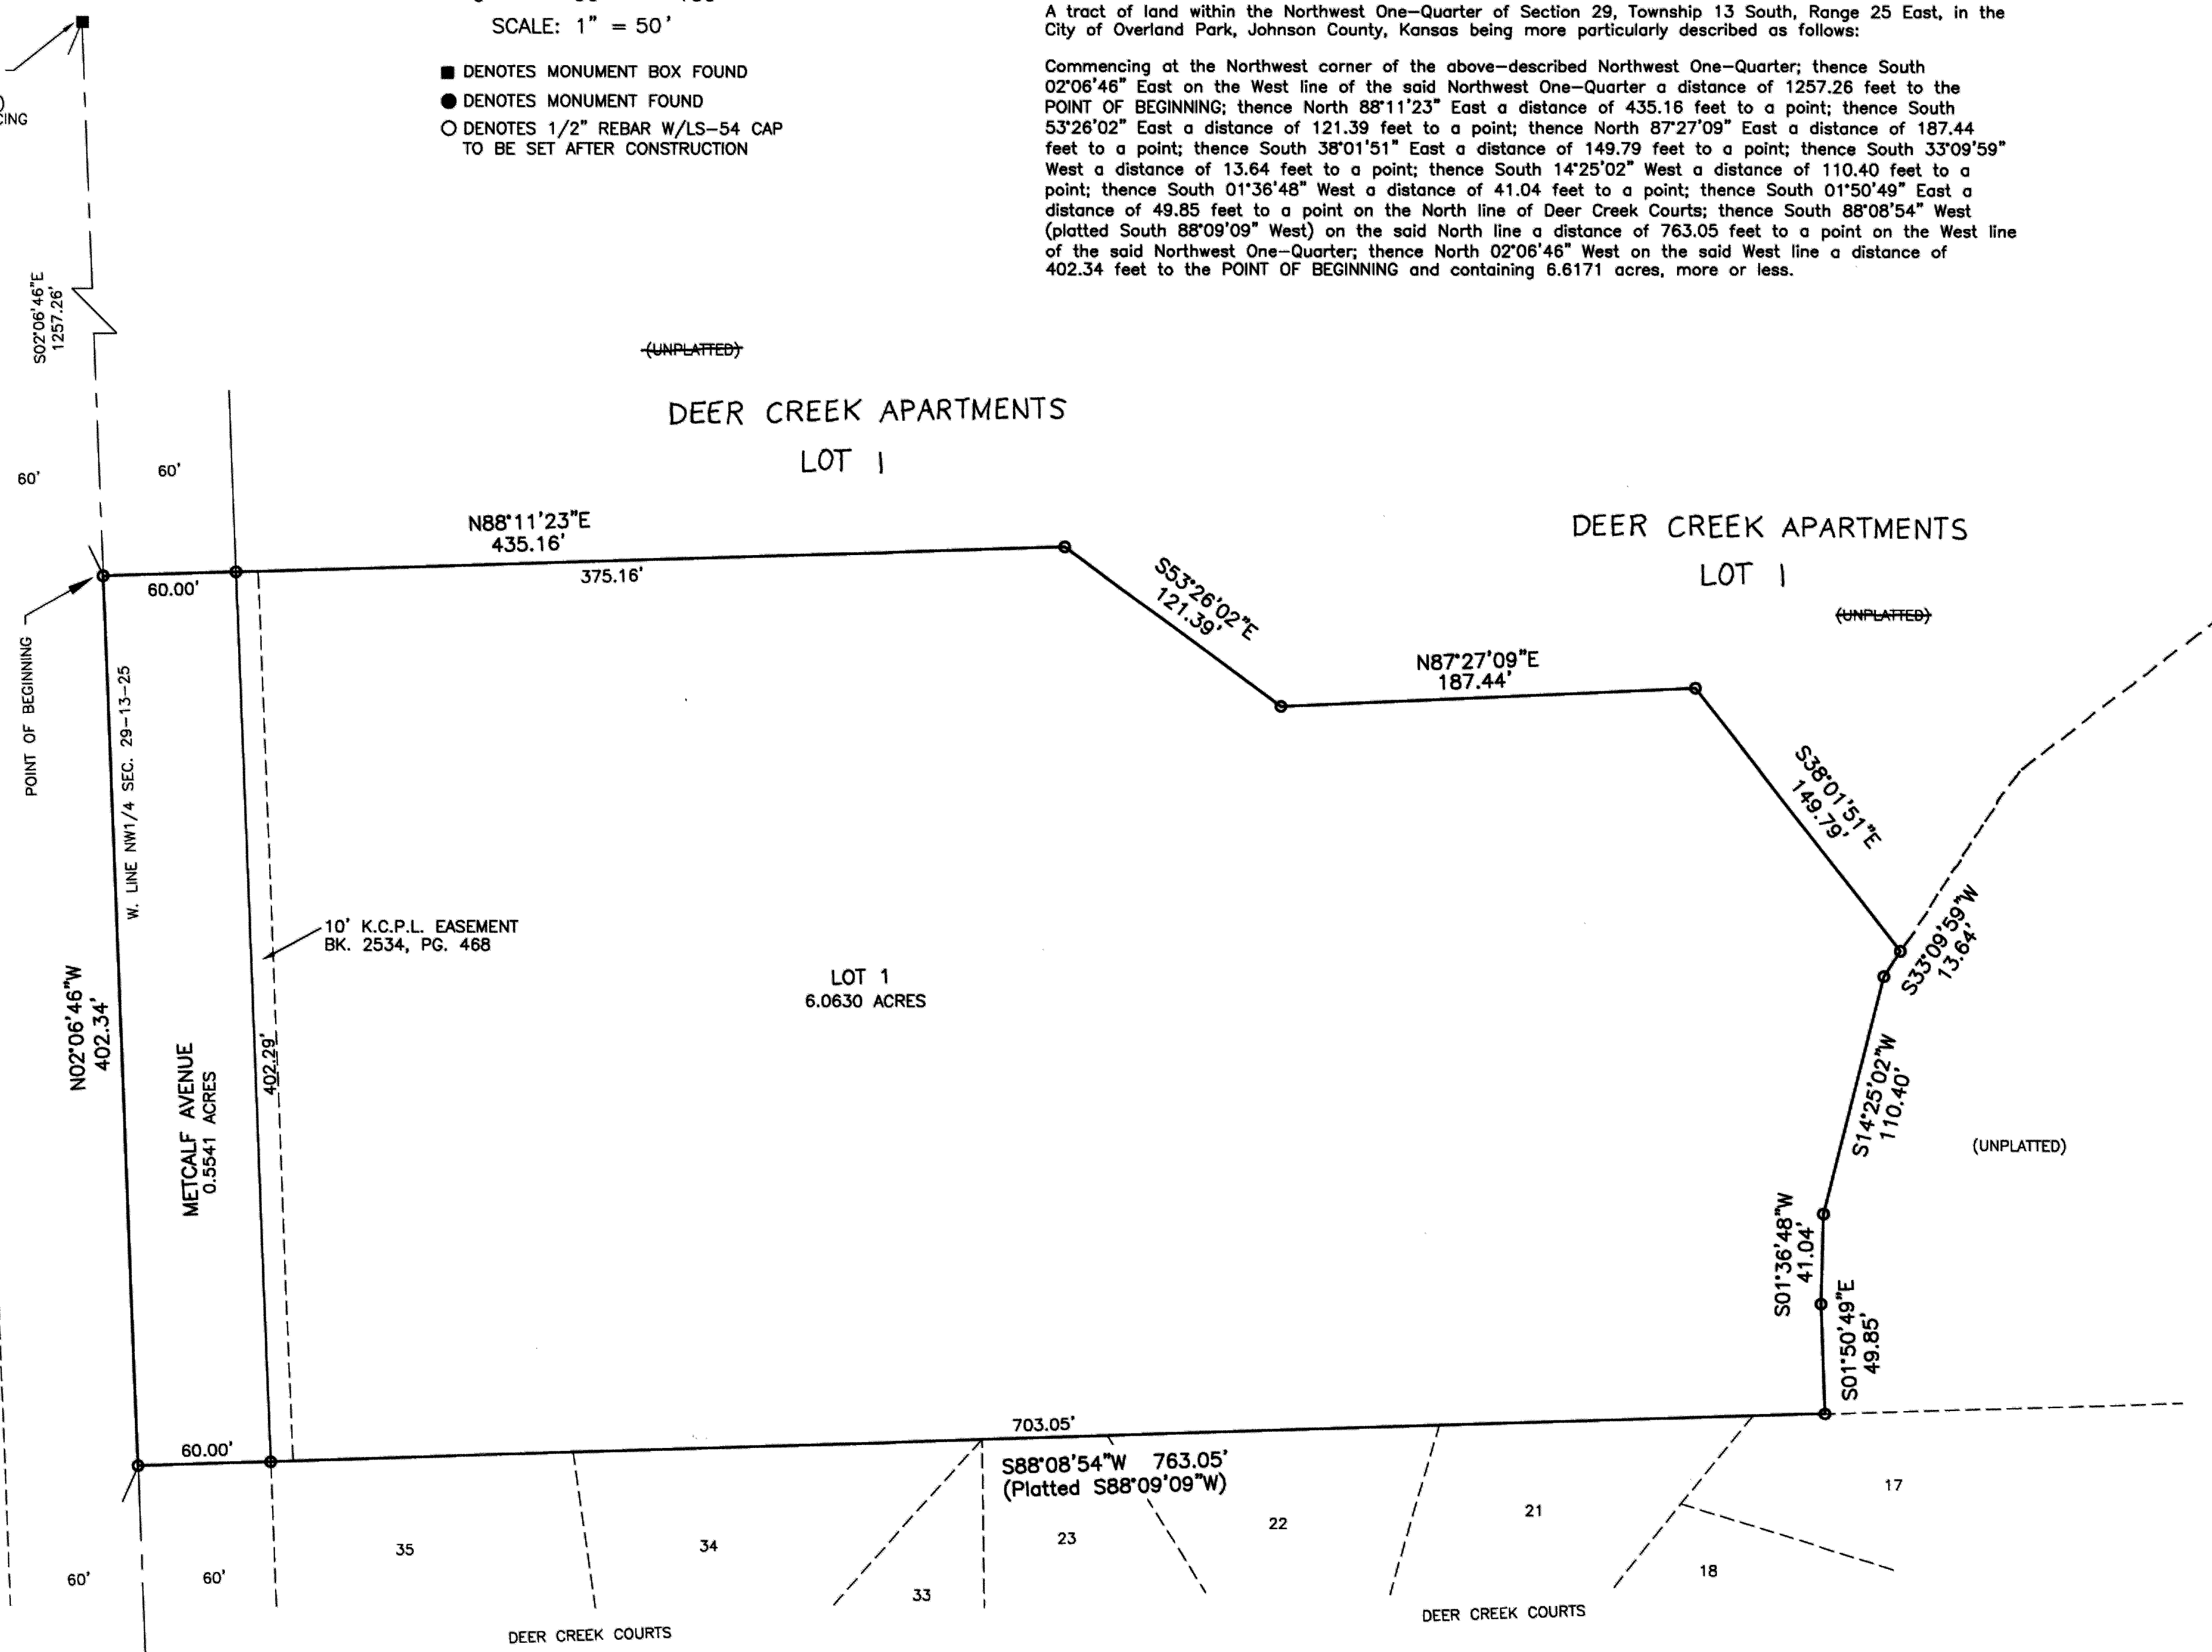 SCALE: 1" = 50'
DENOTES MONUMENT BOX FOUND
DENOTES MONUMENT FOUND
DENOTES 1/2" REBAR W/LS-54 CAP
TO BE SET AFTER CONSTRUCTION
A tract of land within the Northwest One-Quarter of Section 29, Township 13 South, Range 25 East, in the
City of Overland Park, Johnson County, Kansas being more particularly described as follows:
Commencing at the Northwest corner of the above-described Northwest One-Quarter; thence South
02°06'46" East on the West line of the said Northwest One-Quarter a distance of 1257.26 feet to the
POINT OF BEGINNING; thence North 88°11'23" East a distance of 435.16 feet to a point; thence South
53°26'02" East a distance of 121.39 feet to a point; thence North 87°27'09" East a distance of 187.44
feet to a point; thence South 38°01'51" East a distance of 149.79 feet to a point; thence South 33°09'59"
West a distance of 13.64 feet to a point; thence South 14°25'02" West a distance of 110.40 feet to a
point; thence South 01°36'48" West a distance of 41.04 feet to a point; thence South 01°50'49" East a
distance of 49.85 feet to a point on the North line of Deer Creek Courts; thence South 88°08'54" West
(platted South 88°09'09" West) on the said North line a distance of 763.05 feet to a point on the West line
of the said Northwest One-Quarter; thence North 02°06'46" West on the said West line a distance of
402.34 feet to the POINT OF BEGINNING and containing 6.6171 acres, more or less.
CING
S02°06'46"E
1257.26'
(UNPLATTED)
DEER CREEK APARTMENTS
LOT 1
60'
60'
N88°11'23"E
435.16'
60.00'
375.16'
DEER CREEK APARTMENTS
LOT 1
(UNPLATTED)
S53°26'02"E
121.39'
N87°27'09"E
187.44'
S38°01'51"E
149.79'
POINT OF BEGINNING
W. LINE NW1/4 SEC. 29-13-25
10' K.C.P.L. EASEMENT
BK. 2534, PG. 468
S33°09'59"W
13.64'
LOT 1
6.0630 ACRES
N02°06'46"W
402.34'
METCALF AVENUE
0.5541 ACRES
402.29'
S14°25'02"W
110.40'
(UNPLATTED)
S01°36'48"W
41.04'
S01°50'49"E
49.85'
60.00'
703.05'
S88°08'54"W 763.05'
(Platted S88°09'09"W)
60'
60'
35
34
33
23
22
21
18
17
DEER CREEK COURTS
DEER CREEK COURTS